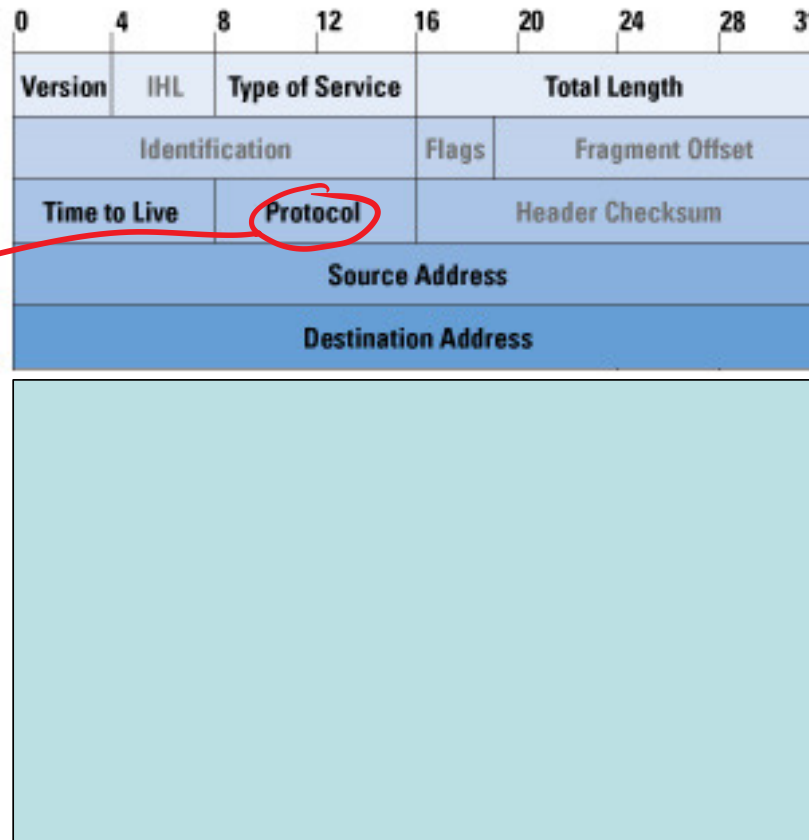 0 4 8 12 16 20 24 28 31
Version IHL Type of Service Total Length
Identification Flags Fragment Offset
Time to Live Protocol Header Checksum
Source Address
Destination Address